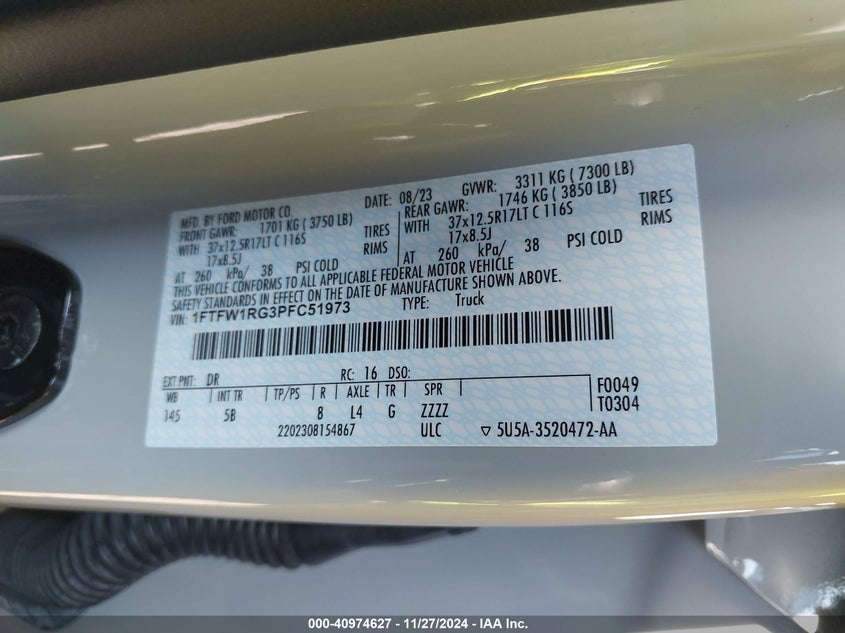 MFD. BY FORD MOTOR CO.
DATE: 08/23 GVWR: 3311 KG ( 7300 LB)
FRONT GAWR: 1701 KG ( 3750 LB)
REAR GAWR: 1746 KG ( 3850 LB)
WITH 37x12.5R17LT C 116S TIRES
WITH 37x12.5R17LT C 116S TIRES
17x8.5J RIMS
17x8.5J RIMS
AT 260 kPa/ 38 PSI COLD
AT 260 kPa/ 38 PSI COLD
THIS VEHICLE CONFORMS TO ALL APPLICABLE FEDERAL MOTOR VEHICLE
SAFETY STANDARDS IN EFFECT ON THE DATE OF MANUFACTURE SHOWN ABOVE.
VIN: 1FTFW1RG3PFC51973 TYPE: Truck
EXT PNT: DR RC: 16 DSO:
WB INT TR TP/PS R AXLE TR SPR F0049
145 5B 8 L4 G ZZZZ T0304
2202308154867 ULC ▽ 5U5A-3520472-AA
000-40974627 - 11/27/2024 - IAA Inc.